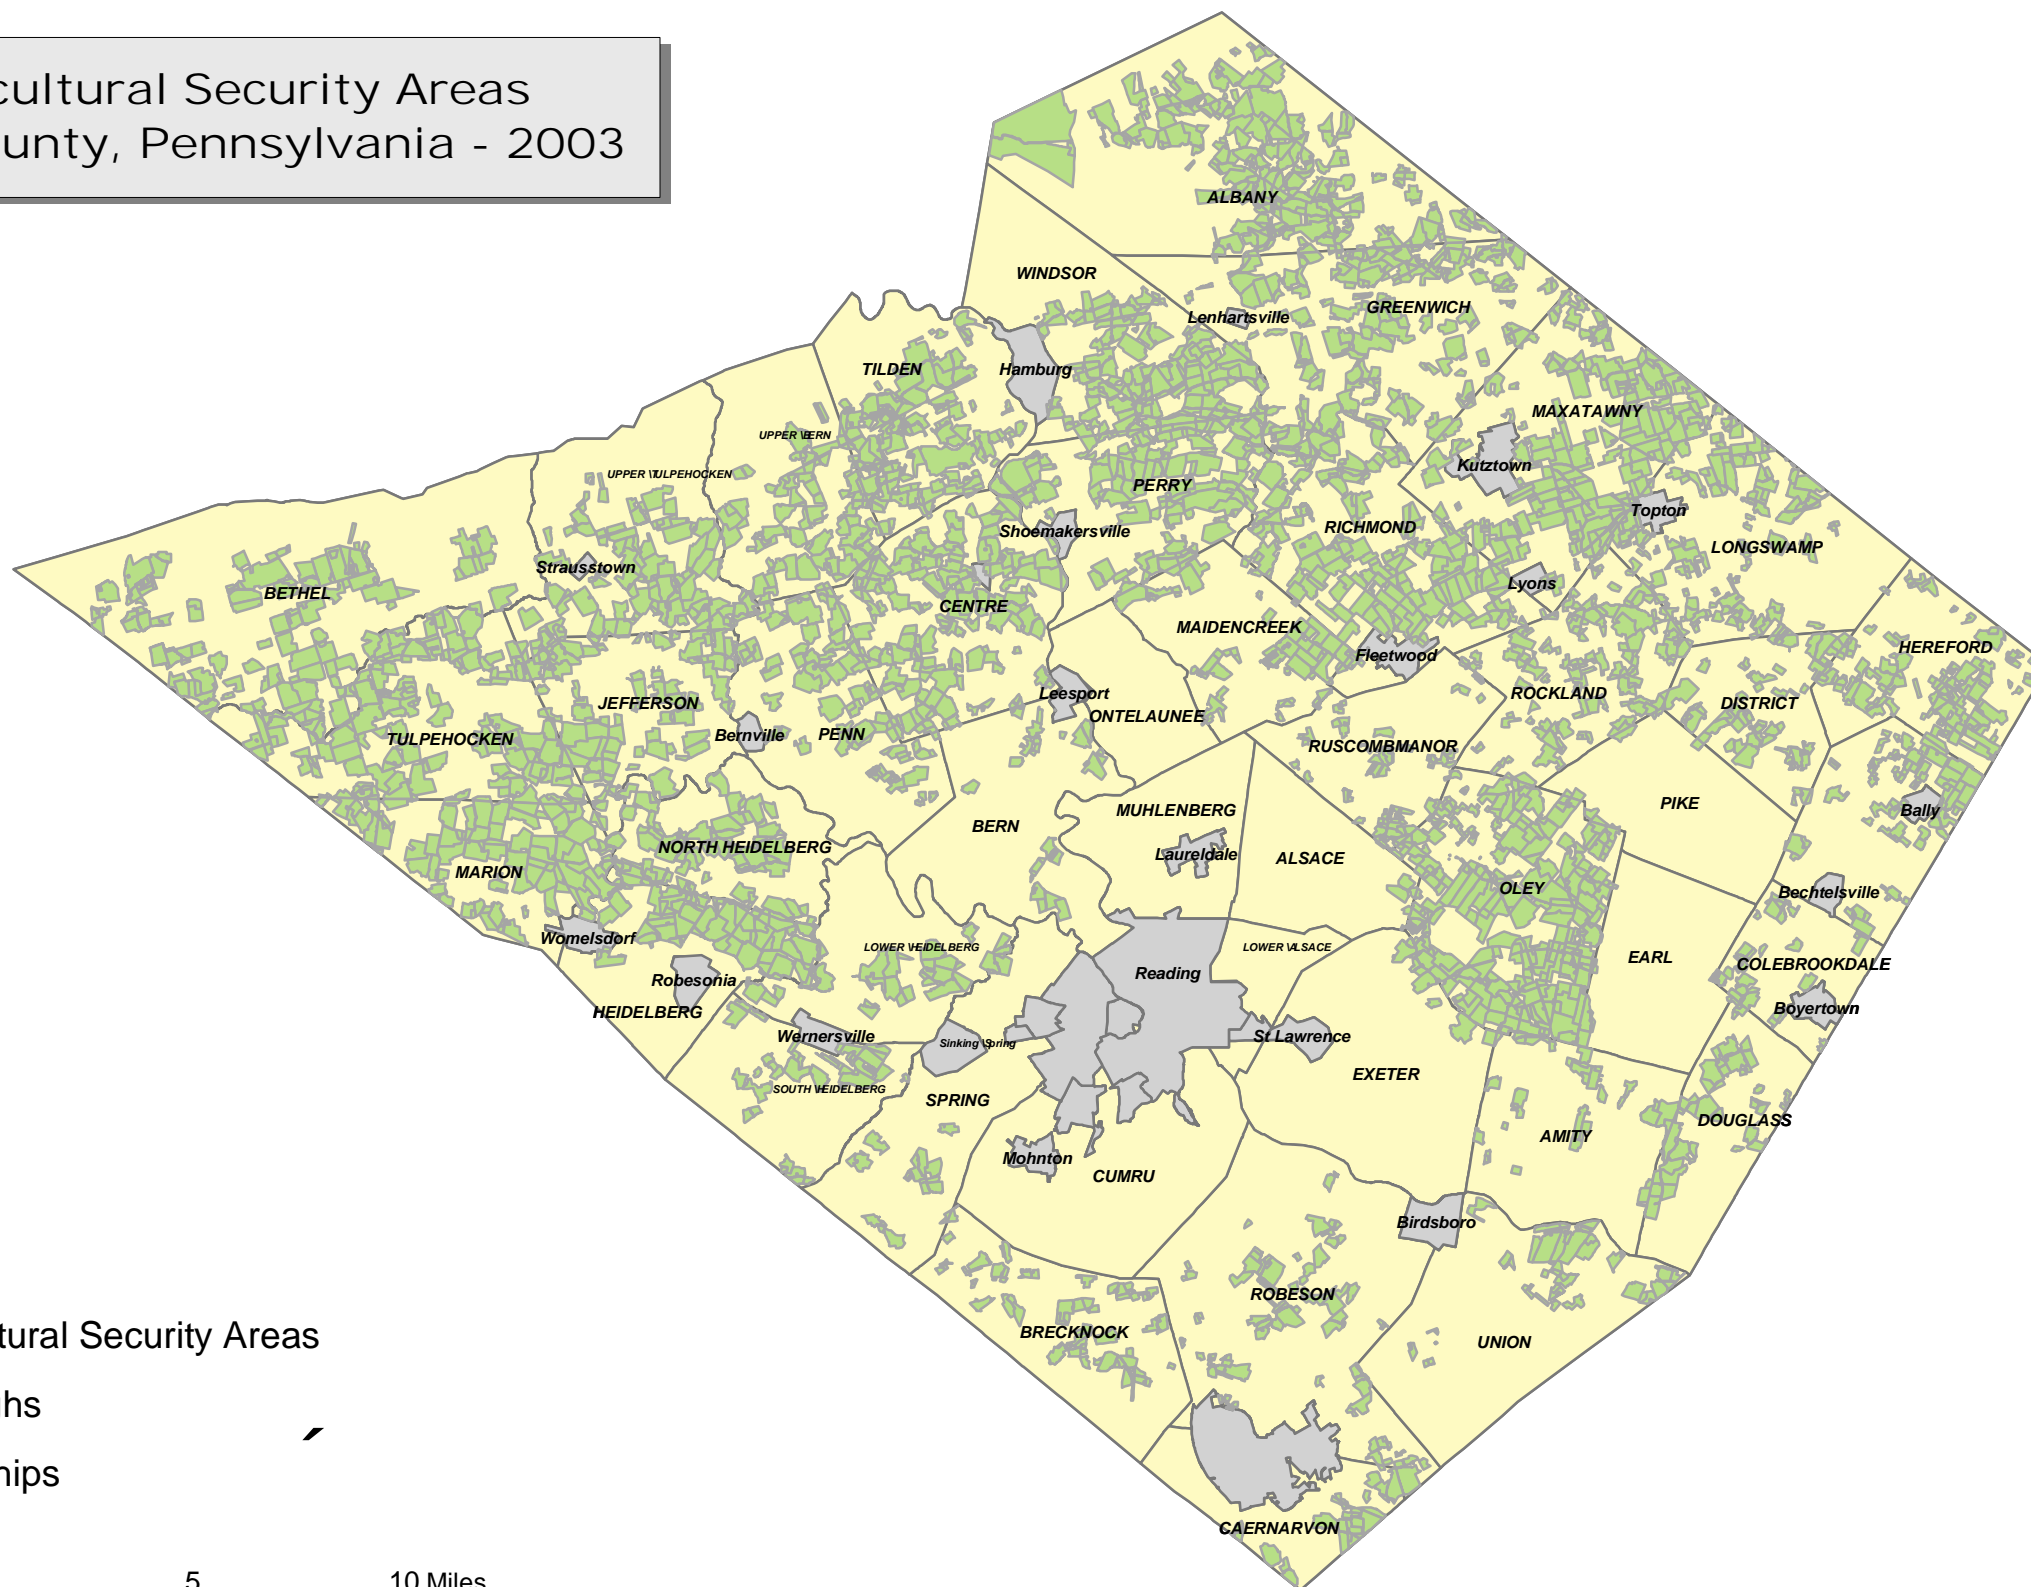 cultural Security Areas
unty, Pennsylvania - 2003
ALBANY
WINDSOR
Lenhartsville
GREENWICH
TILDEN
Hamburg
MAXATAWNY
UPPER \BERN
UPPER \TULPEHOCKEN
Kutztown
PERRY
Topton
Shoemakersville
RICHMOND
LONGSWAMP
Strausstown
Lyons
BETHEL
CENTRE
MAIDENCREEK
HEREFORD
Fleetwood
Leesport
ROCKLAND
JEFFERSON
DISTRICT
ONTELAUNEE
Bernville
PENN
TULPEHOCKEN
RUSCOMBMANOR
PIKE
MUHLENBERG
Bally
BERN
NORTH HEIDELBERG
Laureldale
ALSACE
MARION
OLEY
Bechtelsville
Womelsdorf
LOWER \HEIDELBERG
LOWER \ALSACE
EARL
COLEBROOKDALE
Reading
Robesonia
Boyertown
HEIDELBERG
Wernersville
Sinking \Spring
St Lawrence
EXETER
SOUTH \HEIDELBERG
SPRING
DOUGLASS
AMITY
Mohnton
CUMRU
Birdsboro
ROBESON
BRECKNOCK
UNION
tural Security Areas
ghs
hips
CAERNARVON
5 10 Miles